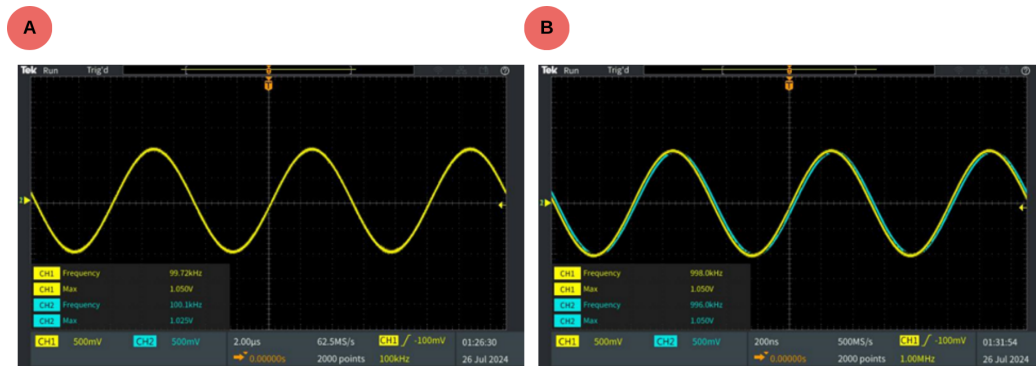 A
Tek Run Trig'd
T
2
CH1 Frequency 99.72kHz
CH1 Max 1.050V
CH2 Frequency 100.1kHz
CH2 Max 1.025V
CH1 500mV CH2 500mV
2.00µs 62.5MS/s
0.00000s 2000 points
CH1 -100mV
100kHz
01:26:30
26 Jul 2024
B
Tek Run Trig'd
T
2
CH1 Frequency 998.0kHz
CH1 Max 1.050V
CH2 Frequency 996.0kHz
CH2 Max 1.050V
CH1 500mV CH2 500mV
200ns 500MS/s
0.00000s 2000 points
CH1 -100mV
1.00MHz
01:31:54
26 Jul 2024